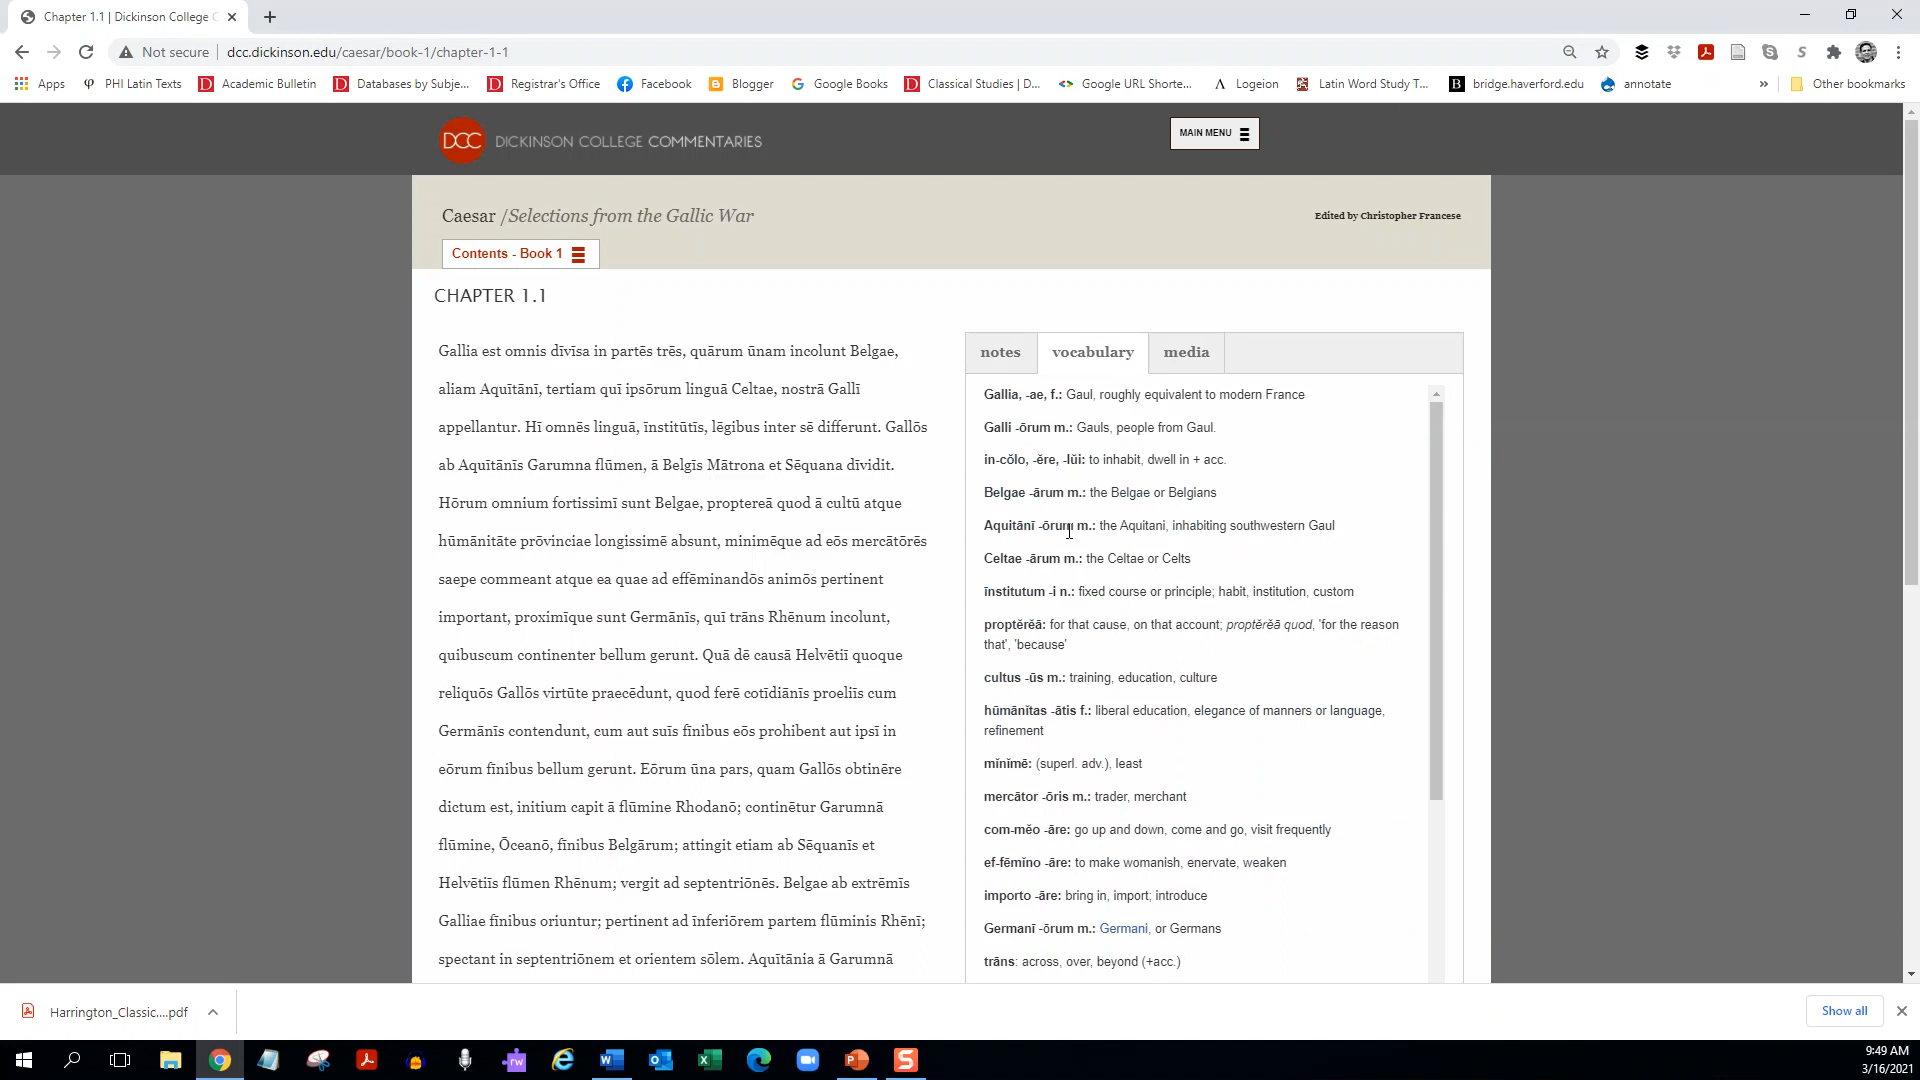 Chapter 1.1 | Dickinson College C
Not secure
dcc.dickinson.edu/caesar/book-1/chapter-1-1
Apps
PHI Latin Texts
Academic Bulletin
Databases by Subje...
Registrar's Office
Facebook
Blogger
Google Books
Classical Studies | D...
Google URL Shorte...
Logeion
Latin Word Study T...
bridge.haverford.edu
annotate
»
Other bookmarks
DCC DICKINSON COLLEGE COMMENTARIES
MAIN MENU
Caesar /Selections from the Gallic War
Edited by Christopher Francese
Contents - Book 1
CHAPTER 1.1
Gallia est omnis dīvīsa in partēs trēs, quārum ūnam incolunt Belgae,
aliam Aquītānī, tertiam quī ipsōrum linguā Celtae, nostrā Gallī
appellantur. Hī omnēs linguā, īnstitūtīs, lēgibus inter sē differunt. Gallōs
ab Aquītānīs Garumna flūmen, ā Belgīs Mātrona et Sēquana dīvidit.
Hōrum omnium fortissimī sunt Belgae, proptereā quod ā cultū atque
hūmānitāte prōvinciae longissimē absunt, minimēque ad eōs mercātōrēs
saepe commeant atque ea quae ad effēminandōs animōs pertinent
important, proximīque sunt Germānīs, quī trāns Rhēnum incolunt,
quibuscum continenter bellum gerunt. Quā dē causā Helvētiī quoque
reliquōs Gallōs virtūte praecēdunt, quod ferē cotīdiānīs proeliīs cum
Germānīs contendunt, cum aut suīs fīnibus eōs prohibent aut ipsī in
eōrum fīnibus bellum gerunt. Eōrum ūna pars, quam Gallōs obtinēre
dictum est, initium capit ā flūmine Rhodanō; continētur Garumnā
flūmine, Ōceanō, fīnibus Belgārum; attingit etiam ab Sēquanīs et
Helvētiīs flūmen Rhēnum; vergit ad septentriōnēs. Belgae ab extrēmīs
Galliae fīnibus oriuntur; pertinent ad īnferiōrem partem flūminis Rhēnī;
spectant in septentriōnem et orientem sōlem. Aquītānia ā Garumnā
notes
vocabulary
media
Gallia, -ae, f.: Gaul, roughly equivalent to modern France
Galli -ōrum m.: Gauls, people from Gaul.
in-cŏlo, -ĕre, -lŭi: to inhabit, dwell in + acc.
Belgae -ārum m.: the Belgae or Belgians
Aquitānī -ōrum m.: the Aquitani, inhabiting southwestern Gaul
Celtae -ārum m.: the Celtae or Celts
īnstitutum -i n.: fixed course or principle; habit, institution, custom
proptĕrĕā: for that cause, on that account; proptĕrĕā quod, 'for the reason
that', 'because'
cultus -ūs m.: training, education, culture
hūmānĭtas -ātis f.: liberal education, elegance of manners or language,
refinement
mĭnĭmē: (superl. adv.), least
mercātor -ōris m.: trader, merchant
com-mĕo -āre: go up and down, come and go, visit frequently
ef-fēmĭno -āre: to make womanish, enervate, weaken
importo -āre: bring in, import; introduce
Germanī -ōrum m.: Germani, or Germans
trāns: across, over, beyond (+acc.)
Harrington_Classic....pdf
Show all
9:49 AM
3/16/2021